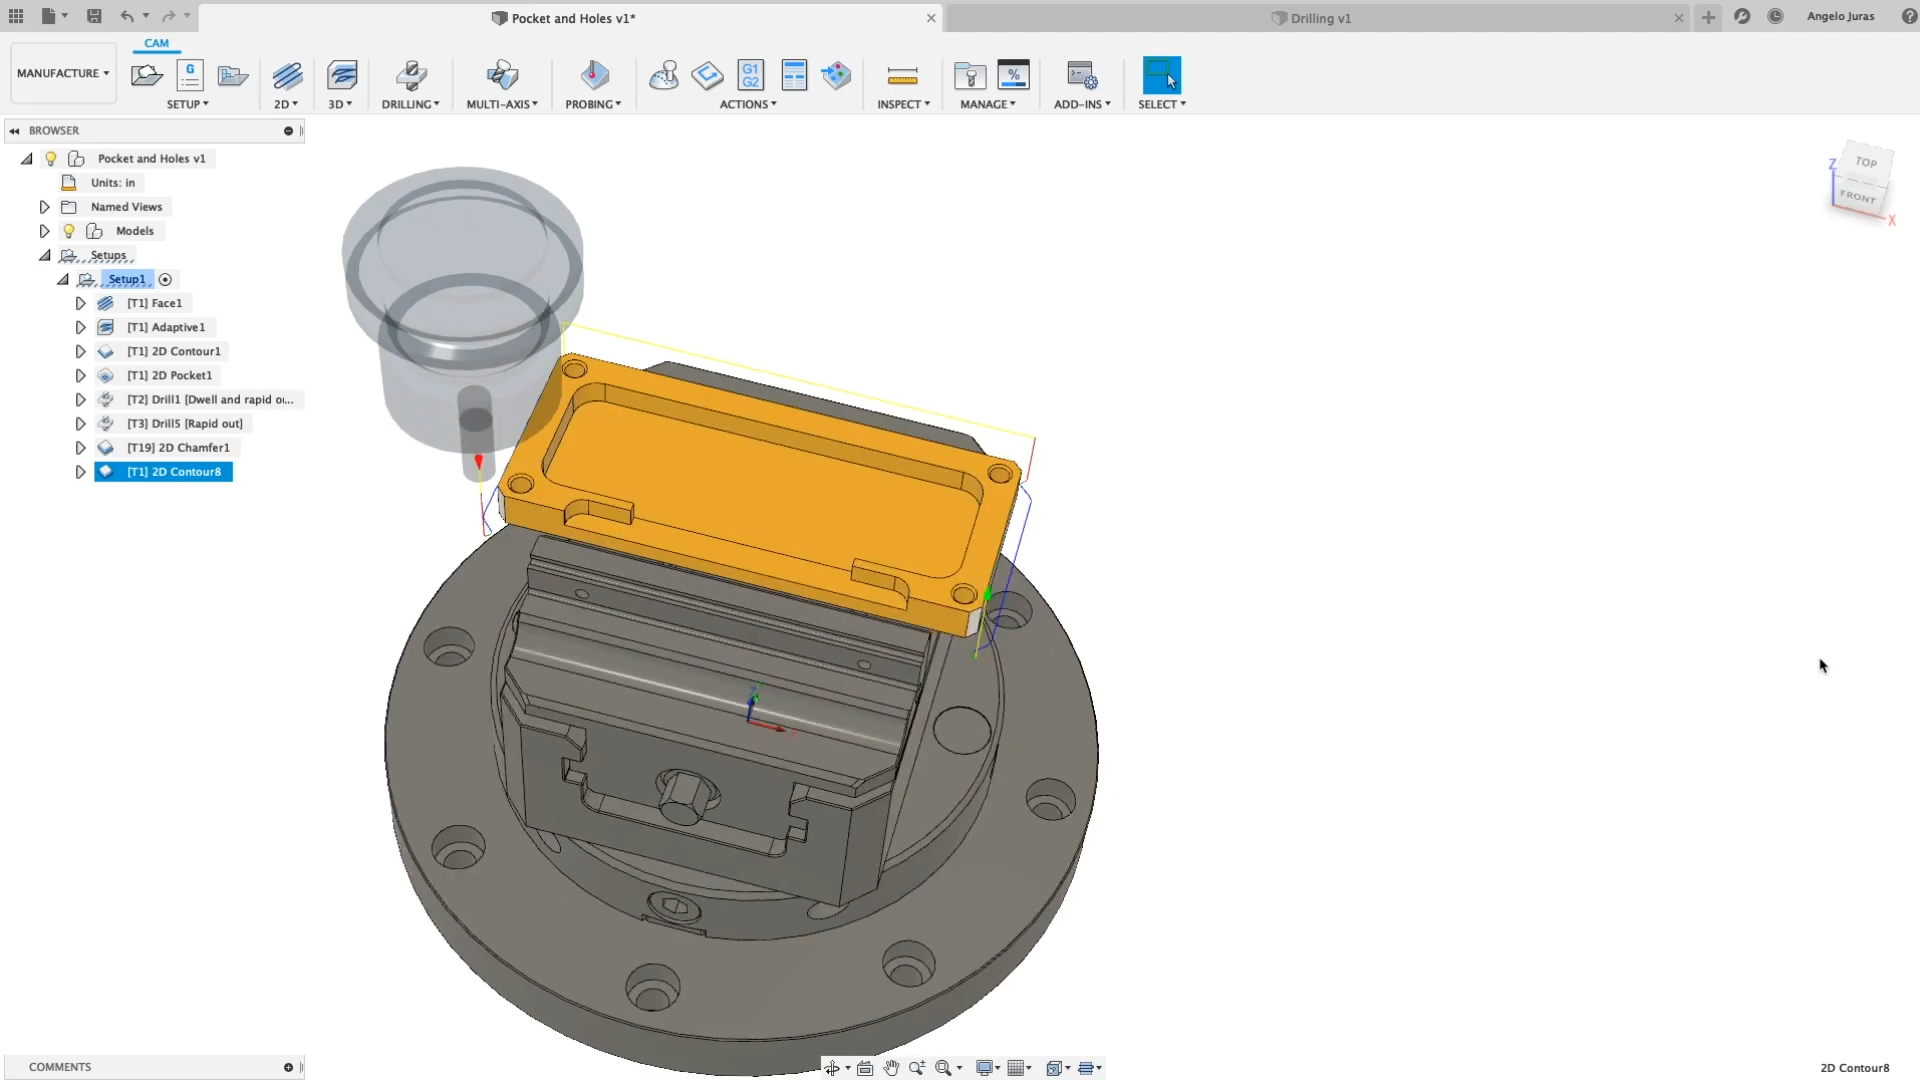 Pocket and Holes v1*
Drilling v1
Angelo Juras
CAM
MANUFACTURE
G
G1
G2
%
SETUP
2D
3D
DRILLING
MULTI-AXIS
PROBING
ACTIONS
INSPECT
MANAGE
ADD-INS
SELECT
BROWSER
Pocket and Holes v1
Units: in
Named Views
Models
Setups
Setup1
[T1] Face1
[T1] Adaptive1
[T1] 2D Contour1
[T1] 2D Pocket1
[T2] Drill1 [Dwell and rapid ou...
[T3] Drill5 [Rapid out]
[T19] 2D Chamfer1
[T1] 2D Contour8
Z
TOP
FRONT
X
COMMENTS
2D Contour8